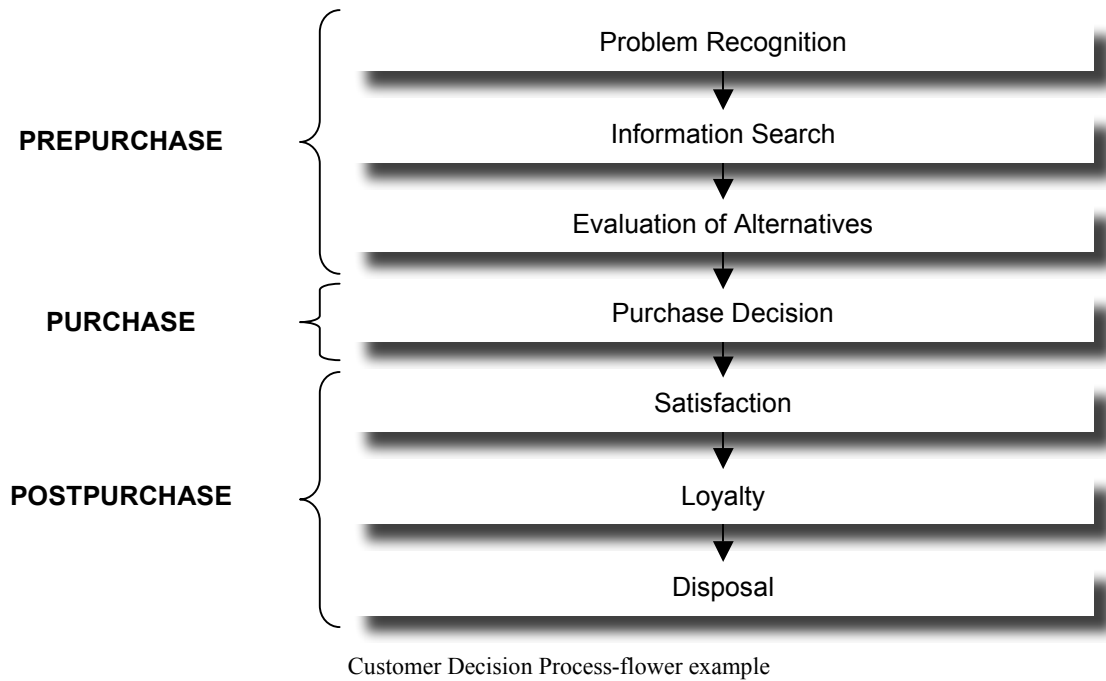 Problem Recognition
PREPURCHASE
Information Search
Evaluation of Alternatives
PURCHASE
Purchase Decision
Satisfaction
POSTPURCHASE
Loyalty
Disposal
Customer Decision Process-flower example